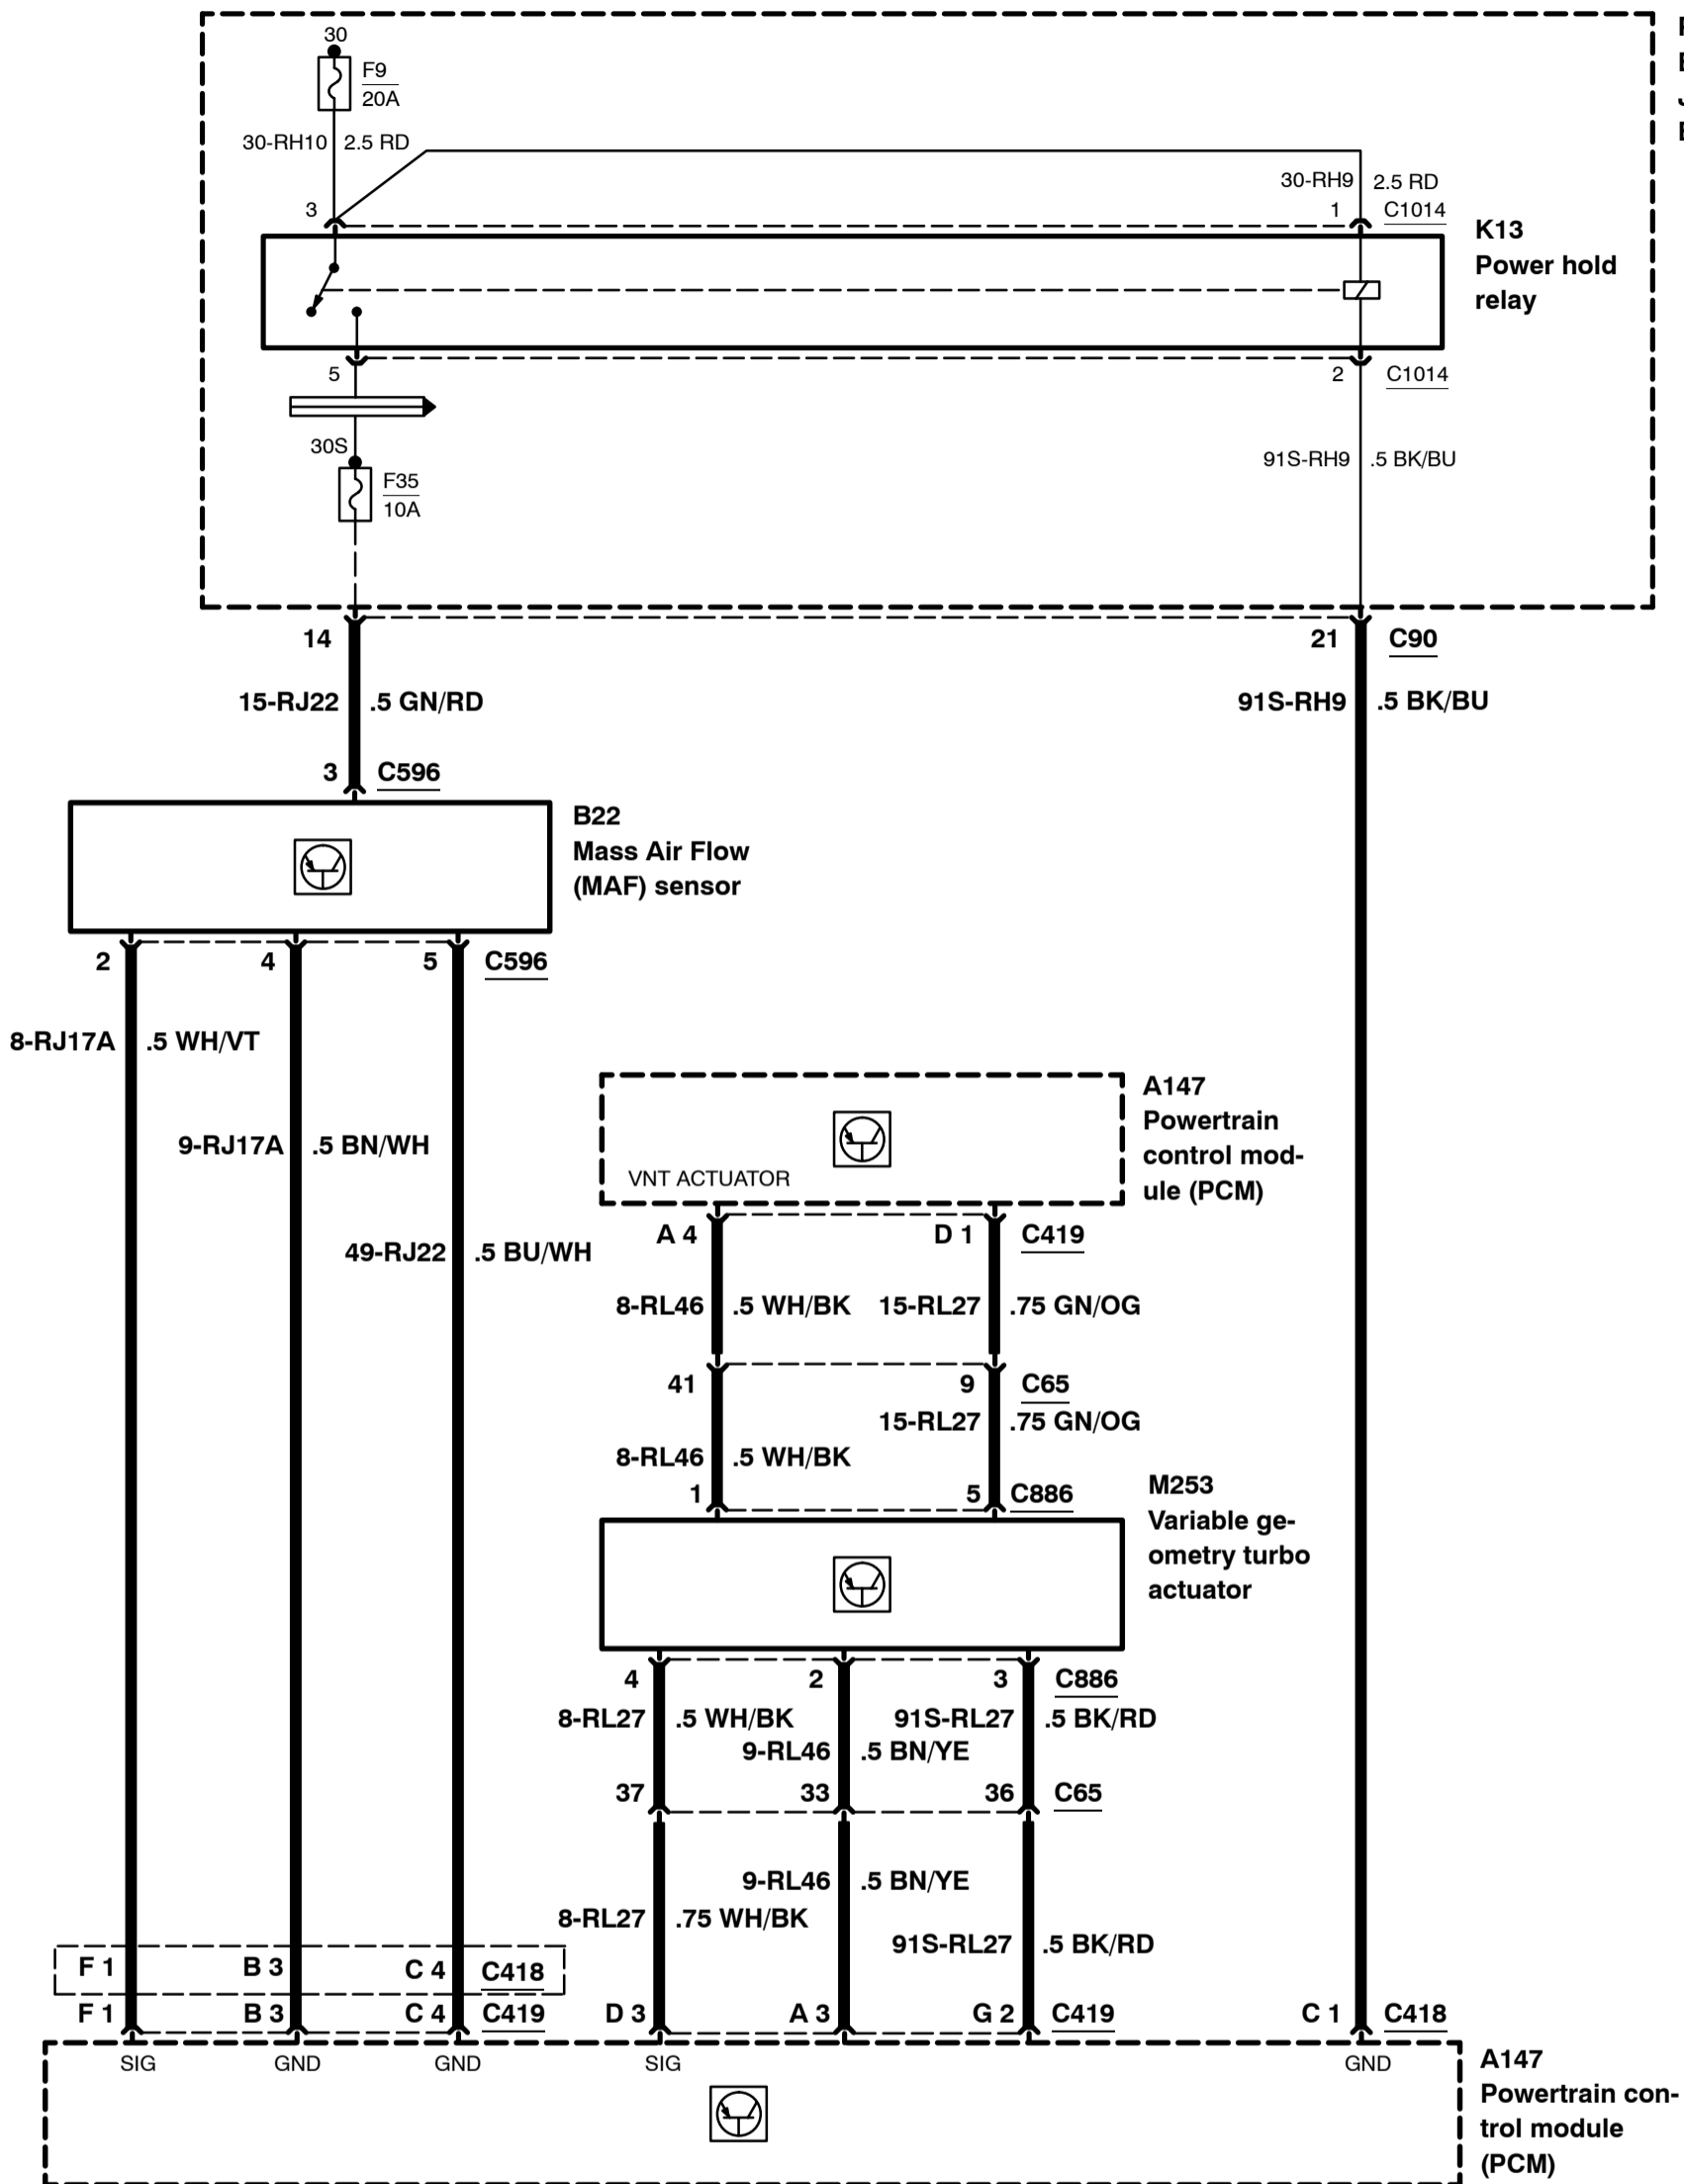 30
F9
20A
30-RH10 2.5 RD
30-RH9 2.5 RD
3 1 C1014
K13
Power hold
relay
5 2 C1014
30S
91S-RH9 .5 BK/BU
F35
10A
14 21 C90
15-RJ22 .5 GN/RD 91S-RH9 .5 BK/BU
3 C596
B22
Mass Air Flow
(MAF) sensor
2 4 5 C596
8-RJ17A .5 WH/VT
A147
Powertrain
control mod-
ule (PCM)
9-RJ17A .5 BN/WH
VNT ACTUATOR
A 4 D 1 C419
49-RJ22 .5 BU/WH
8-RL46 .5 WH/BK 15-RL27 .75 GN/OG
41 9 C65
15-RL27 .75 GN/OG
8-RL46 .5 WH/BK
1 5 C886
M253
Variable ge-
ometry turbo
actuator
4 2 3 C886
8-RL27 .5 WH/BK 91S-RL27 .5 BK/RD
9-RL46 .5 BN/YE
37 33 36 C65
9-RL46 .5 BN/YE
8-RL27 .75 WH/BK
91S-RL27 .5 BK/RD
F 1 B 3 C 4 C418
F 1 B 3 C 4 C419 D 3 A 3 G 2 C419 C 1 C418
SIG GND GND SIG GND
A147
Powertrain con-
trol module
(PCM)